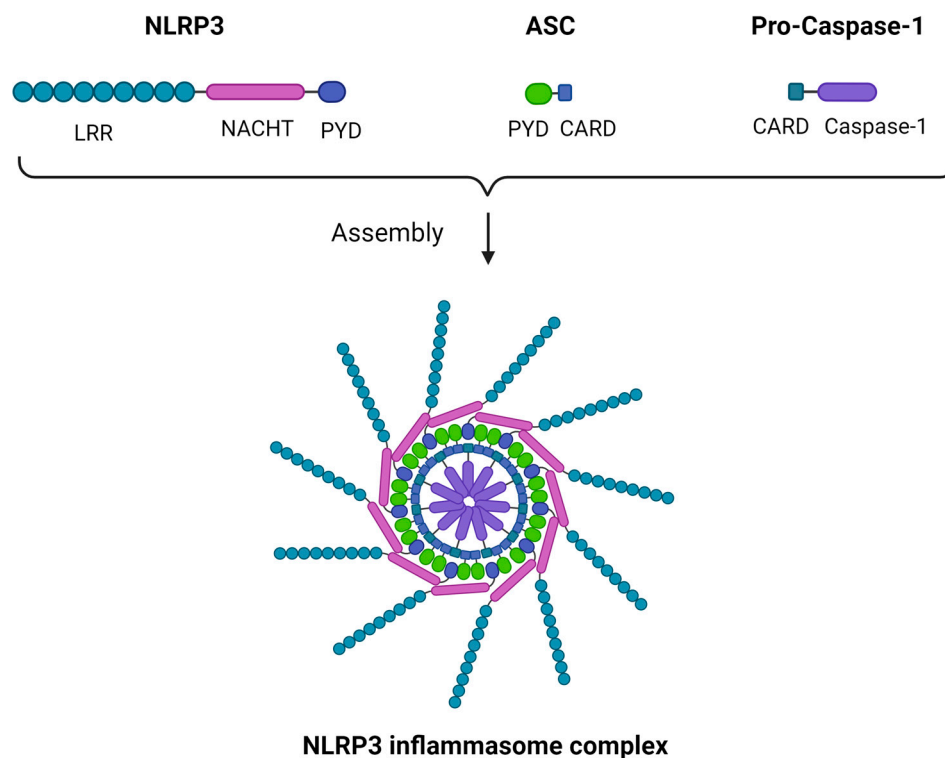 NLRP3 ASC Pro-Caspase-1
LRR NACHT PYD PYD CARD CARD Caspase-1
Assembly
NLRP3 inflammasome complex